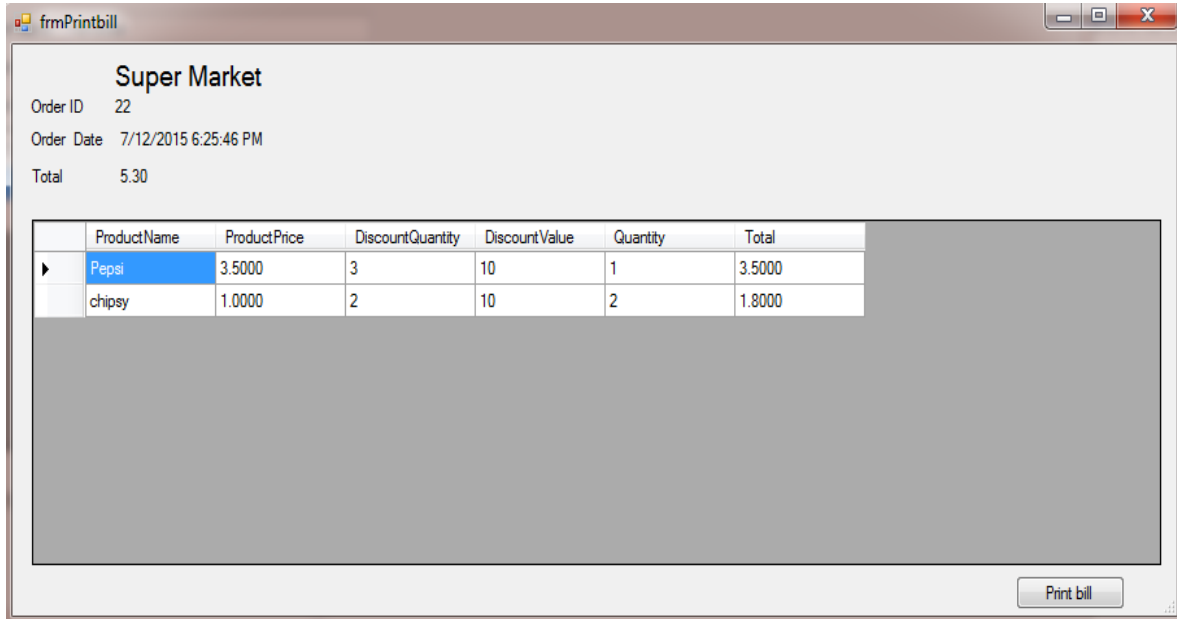 frmPrintbill
Super Market
Order ID 22
Order Date 7/12/2015 6:25:46 PM
Total 5.30
ProductName ProductPrice DiscountQuantity DiscountValue Quantity Total
Pepsi 3.5000 3 10 1 3.5000
chipsy 1.0000 2 10 2 1.8000
Print bill